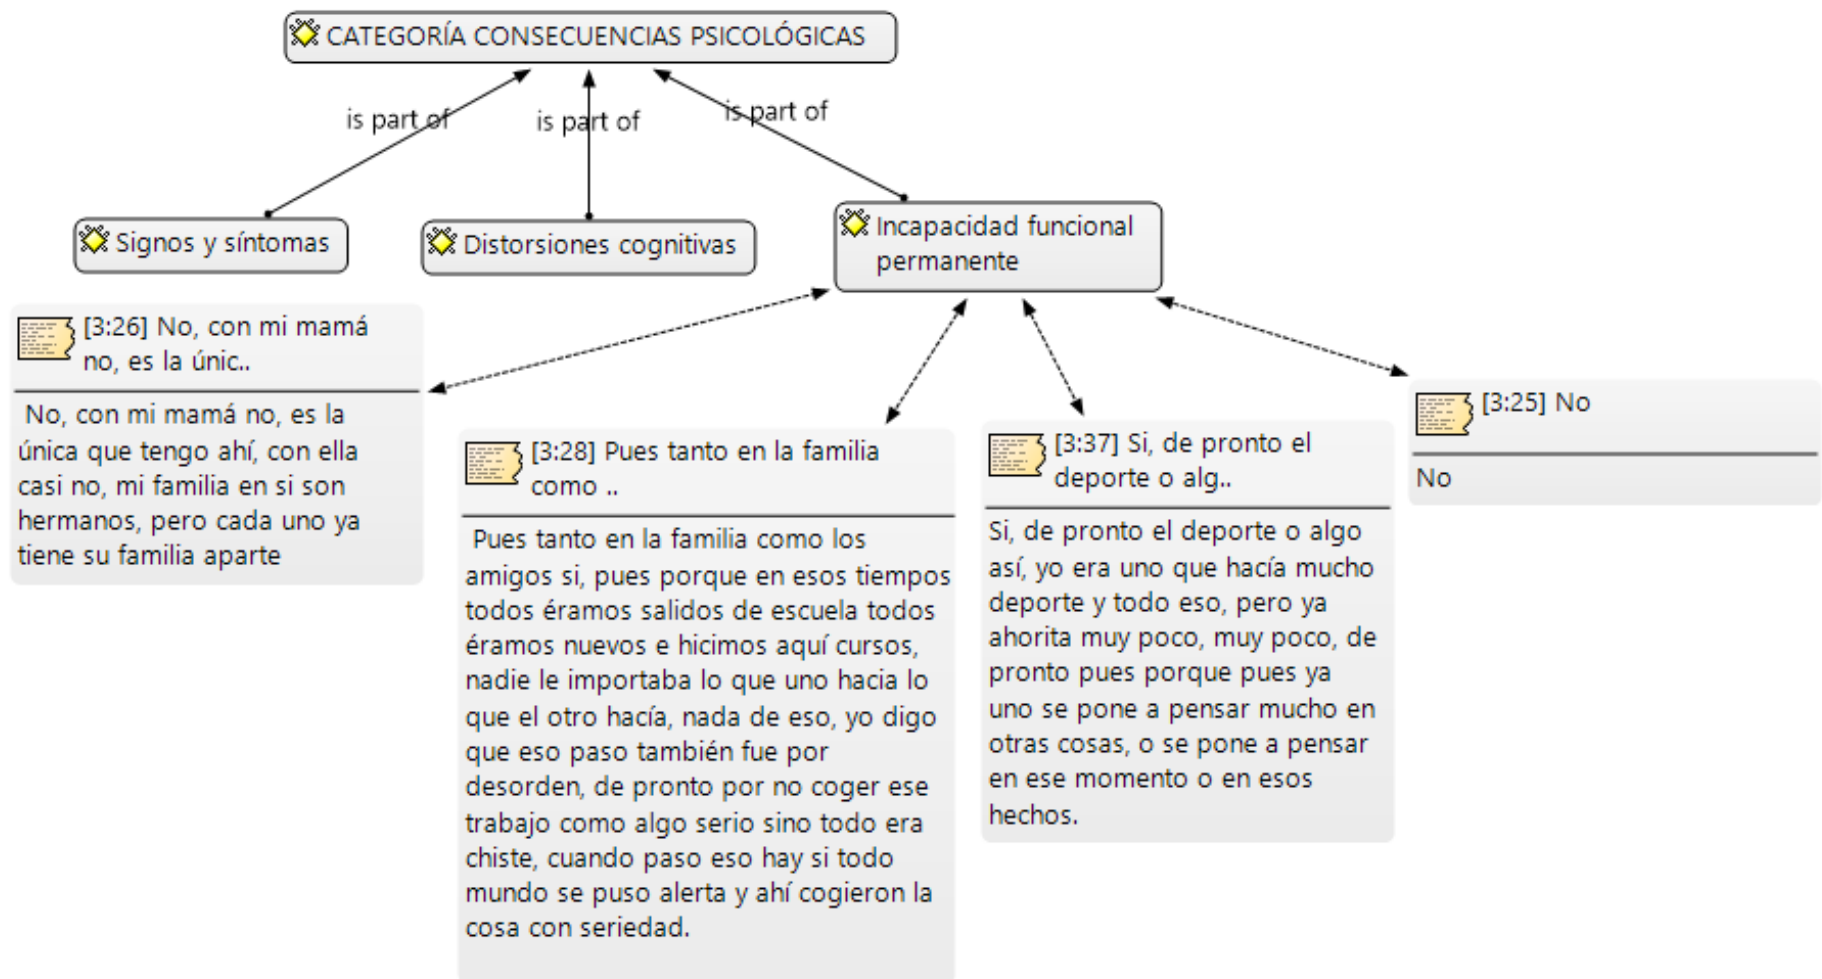 CATEGORÍA CONSECUENCIAS PSICOLÓGICAS
is part of
is part of
is part of
Signos y síntomas
Distorsiones cognitivas
Incapacidad funcional
permanente
[3:26] No, con mi mamá
no, es la únic..
No, con mi mamá no, es la
única que tengo ahí, con ella
casi no, mi familia en si son
hermanos, pero cada uno ya
tiene su familia aparte
[3:28] Pues tanto en la familia
como ..
Pues tanto en la familia como los
amigos si, pues porque en esos tiempos
todos éramos salidos de escuela todos
éramos nuevos e hicimos aquí cursos,
nadie le importaba lo que uno hacia lo
que el otro hacía, nada de eso, yo digo
que eso paso también fue por
desorden, de pronto por no coger ese
trabajo como algo serio sino todo era
chiste, cuando paso eso hay si todo
mundo se puso alerta y ahí cogieron la
cosa con seriedad.
[3:37] Si, de pronto el
deporte o alg..
Si, de pronto el deporte o algo
así, yo era uno que hacía mucho
deporte y todo eso, pero ya
ahorita muy poco, muy poco, de
pronto pues porque pues ya
uno se pone a pensar mucho en
otras cosas, o se pone a pensar
en ese momento o en esos
hechos.
[3:25] No
No